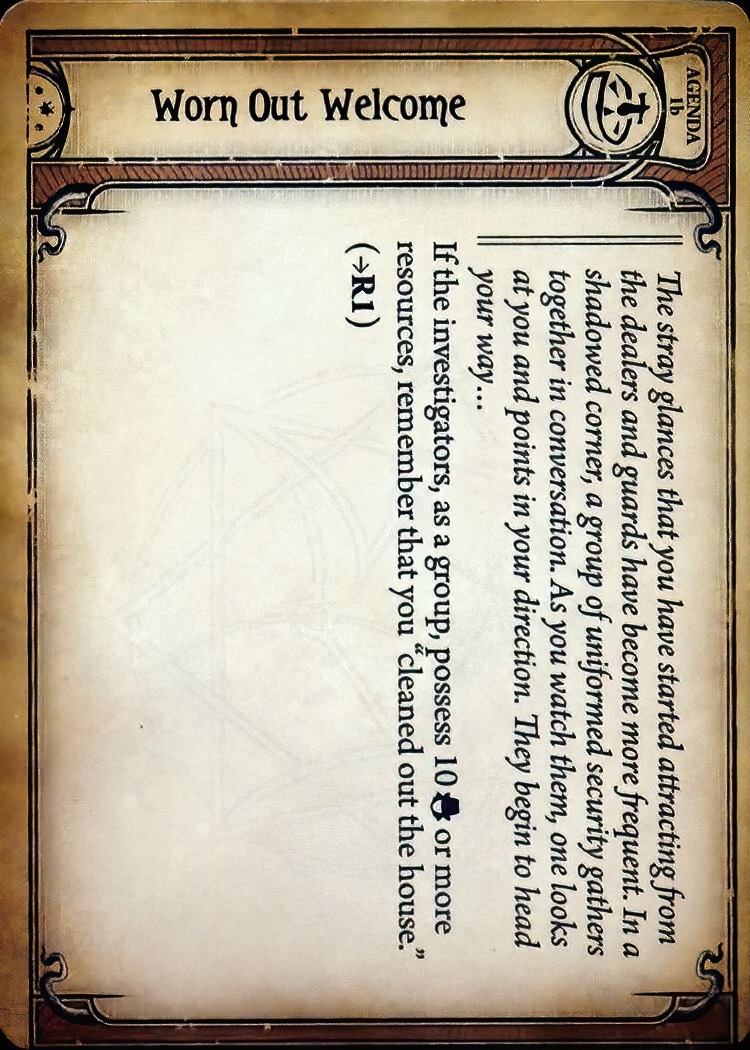 AGENDA
1b
Worn Out Welcome
The stray glances that you have started attracting from
the dealers and guards have become more frequent. In a
shadowed corner, a group of uniformed security gathers
together in conversation. As you watch them, one looks
at you and points in your direction. They begin to head
your way…
If the investigators, as a group, possess 10 or more
resources, remember that you “cleaned out the house.”
(→R1)